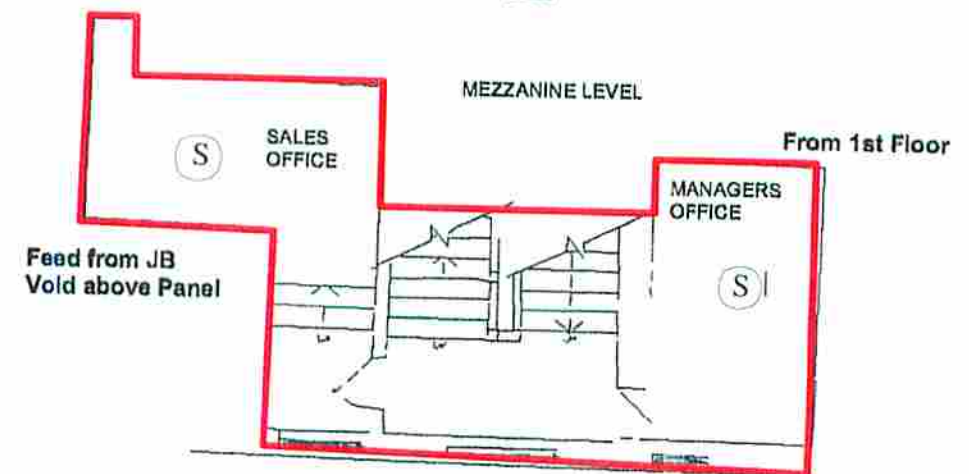 MEZZANINE LEVEL
SALES
OFFICE
S
From 1st Floor
MANAGERS
OFFICE
S
Feed from JB
Void above Panel